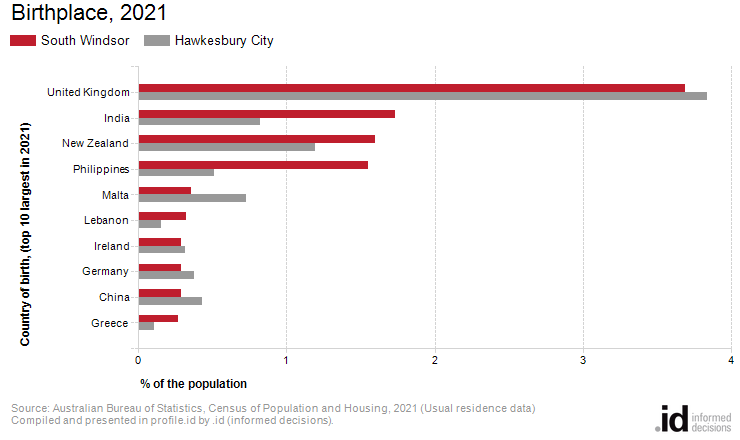 Birthplace, 2021
South Windsor
Hawkesbury City
Country of birth, (top 10 largest in 2021)
United Kingdom
India
New Zealand
Philippines
Malta
Lebanon
Ireland
Germany
China
Greece
0 1 2 3 4
% of the population
Source: Australian Bureau of Statistics, Census of Population and Housing, 2021 (Usual residence data)
Compiled and presented in profile.id by .id (informed decisions).
.id informed
decisions